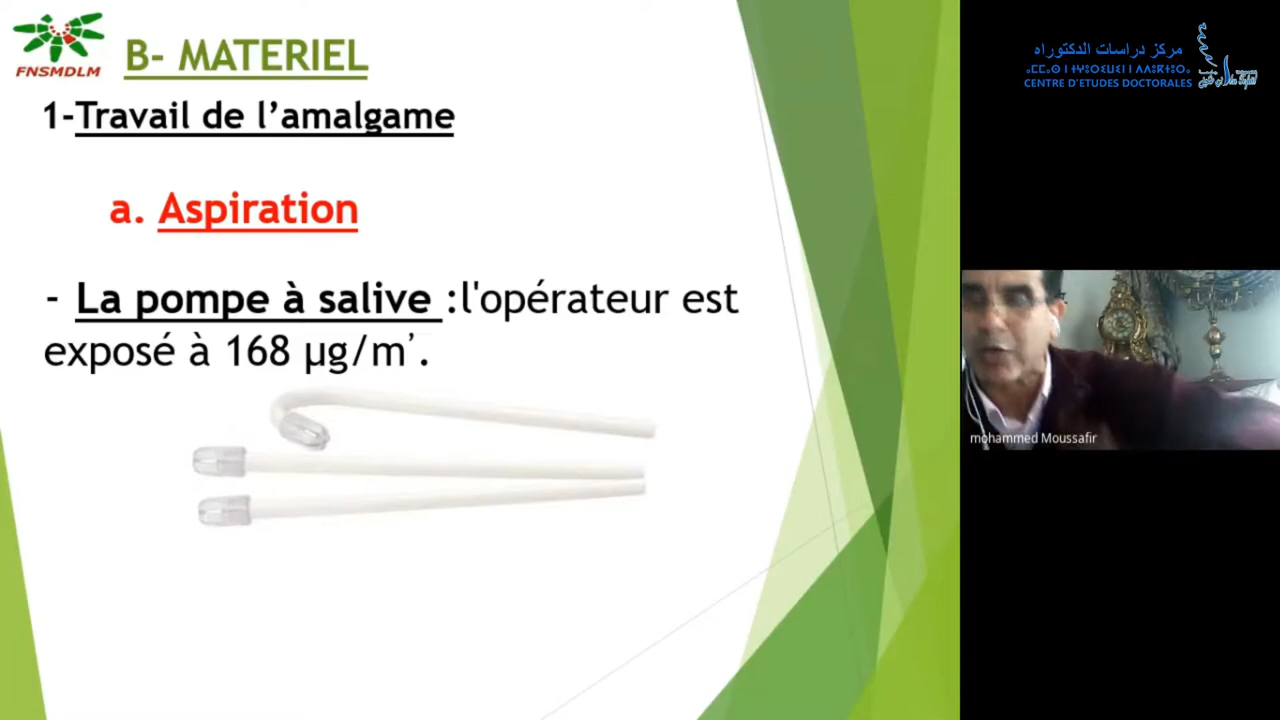 FNSMDLM
B- MATERIEL
1-Travail de l’amalgame
a. Aspiration
- La pompe à salive :l'opérateur est
exposé à 168 µg/m’.
مركز دراسات الدكتوراه
CENTRE D'ETUDES DOCTORALES
mohammed Moussafir